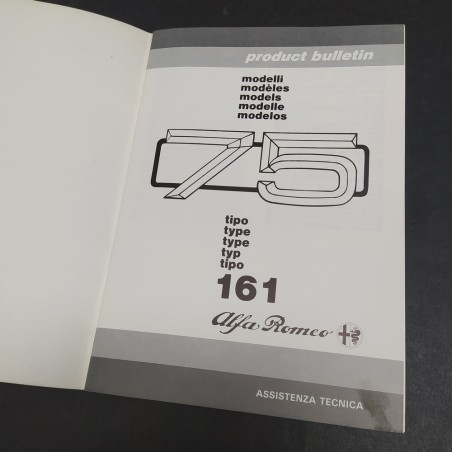 product bulletin
modelli
modèles
models
modelle
modelos
75
tipo
type
type
typ
tipo
161
Alfa Romeo
ASSISTENZA TECNICA